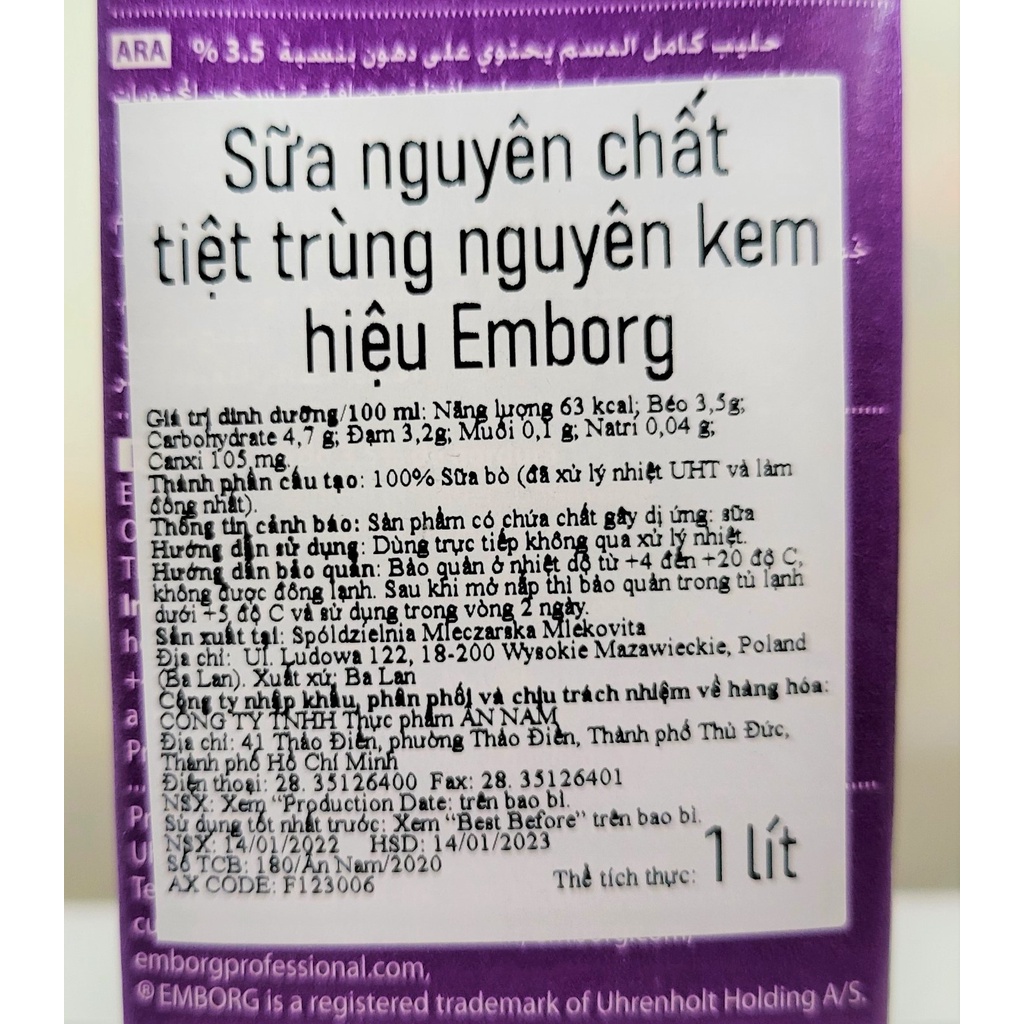 ARA حليب كامل الدسم يحتوي على دهون بنسبة 3.5 %
Sữa nguyên chất
tiệt trùng nguyên kem
hiệu Emborg
Giá trị dinh dưỡng/100 ml: Năng lượng 63 kcal; Béo 3,5g;
Carbohydrate 4,7 g; Đạm 3,2g; Muối 0,1 g; Natri 0,04 g;
Canxi 105 mg.
Thành phần cấu tạo: 100% Sữa bò (đã xử lý nhiệt UHT và làm
đồng nhất).
Thông tin cảnh báo: Sản phẩm có chứa chất gây dị ứng: sữa
Hướng dẫn sử dụng: Dùng trực tiếp không qua xử lý nhiệt.
Hướng dẫn bảo quản: Bảo quản ở nhiệt độ từ +4 đến +20 độ C,
không được đông lạnh. Sau khi mở nắp thì bảo quản trong tủ lạnh
dưới +5 độ C và sử dụng trong vòng 2 ngày.
Sản xuất tại: Spóldzielnia Mleczarska Mlekovita
Địa chỉ: Ul. Ludowa 122, 18-200 Wysokie Mazawieckie, Poland
(Ba Lan). Xuất xứ: Ba Lan
Công ty nhập khẩu, phân phối và chịu trách nhiệm về hàng hóa:
CÔNG TY TNHH Thực phẩm AN NAM
Địa chỉ: 41 Thảo Điền, phường Thảo Điền, Thành phố Thủ Đức,
Thành phố Hồ Chí Minh
Điện thoại: 28. 35126400 Fax: 28. 35126401
NSX: Xem "Production Date: trên bao bì.
Sử dụng tốt nhất trước: Xem "Best Before" trên bao bì.
NSX: 14/01/2022 HSD: 14/01/2023
Số TCB: 180/An Nam/2020
AX CODE: F123006
Thể tích thực: 1 lít
emborgprofessional.com,
® EMBORG is a registered trademark of Uhrenholt Holding A/S.